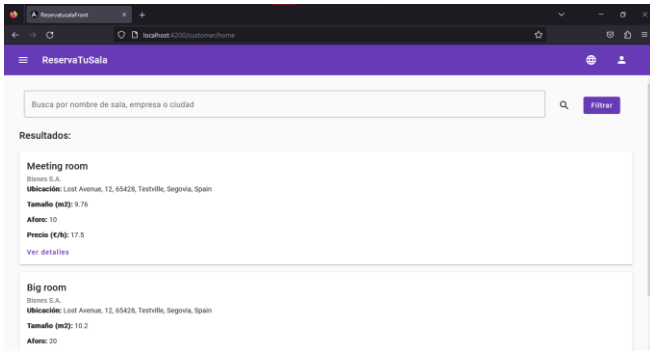 ReservatusalaFront
localhost:4200/customer/home
ReservaTuSala
Busca por nombre de sala, empresa o ciudad
Filtrar
Resultados:
Meeting room
Bisnes S.A.
Ubicación: Lost Avenue, 12, 65428, Testville, Segovia, Spain
Tamaño (m2): 9.76
Aforo: 10
Precio (€/h): 17.5
Ver detalles
Big room
Bisnes S.A.
Ubicación: Lost Avenue, 12, 65428, Testville, Segovia, Spain
Tamaño (m2): 10.2
Aforo: 20